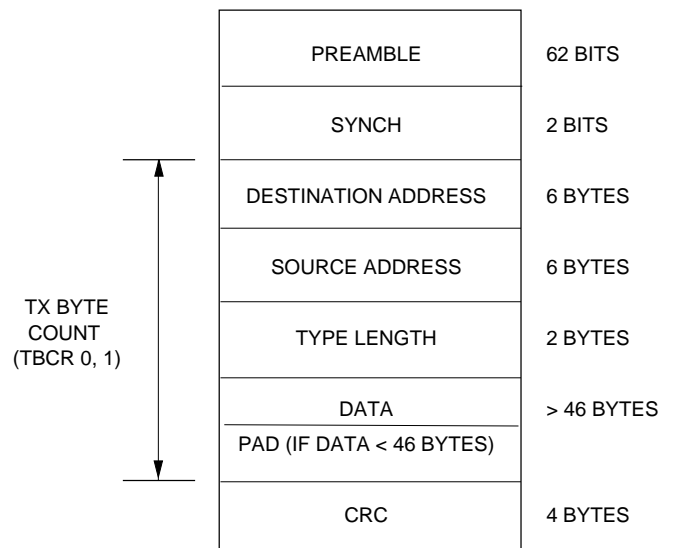 PREAMBLE 62 BITS
SYNCH 2 BITS
DESTINATION ADDRESS 6 BYTES
SOURCE ADDRESS 6 BYTES
TX BYTE
COUNT
(TBCR 0, 1)
TYPE LENGTH 2 BYTES
DATA > 46 BYTES
PAD (IF DATA < 46 BYTES)
CRC 4 BYTES